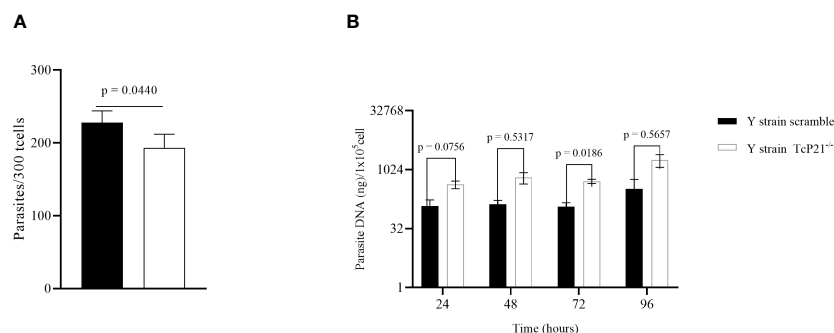 A
B
300
200
100
0
Parasites/300 tcells
p = 0.0440
32768
1024
32
1
Parasite DNA (ng)/1x10⁵cell
p = 0.0756
p = 0.5317
p = 0.0186
p = 0.5657
24 48 72 96
Time (hours)
Y strain scramble
Y strain TcP21⁻/⁻